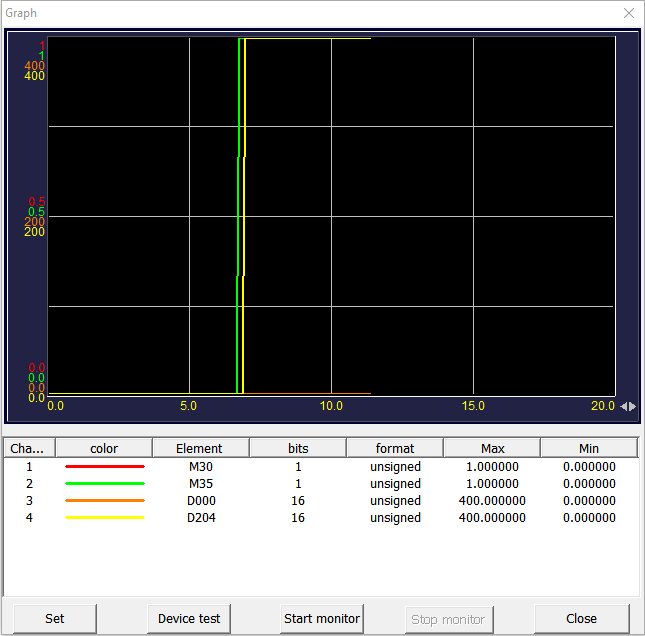 Graph
1
1
400
400
0.5
0.5
200
200
0.0
0.0
0.0
0.0
0.0 5.0 10.0 15.0 20.0
Cha... color Element bits format Max Min
1 M30 1 unsigned 1.000000 0.000000
2 M35 1 unsigned 1.000000 0.000000
3 D000 16 unsigned 400.000000 0.000000
4 D204 16 unsigned 400.000000 0.000000
Set Device test Start monitor Stop monitor Close